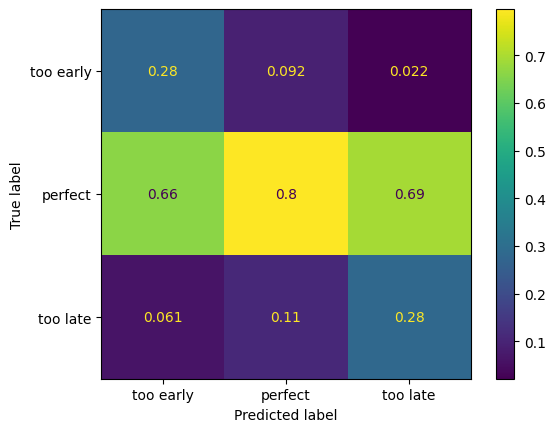 too early 0.28 0.092 0.022
perfect 0.66 0.8 0.69
too late 0.061 0.11 0.28
too early perfect too late
Predicted label
True label
0.7
0.6
0.5
0.4
0.3
0.2
0.1